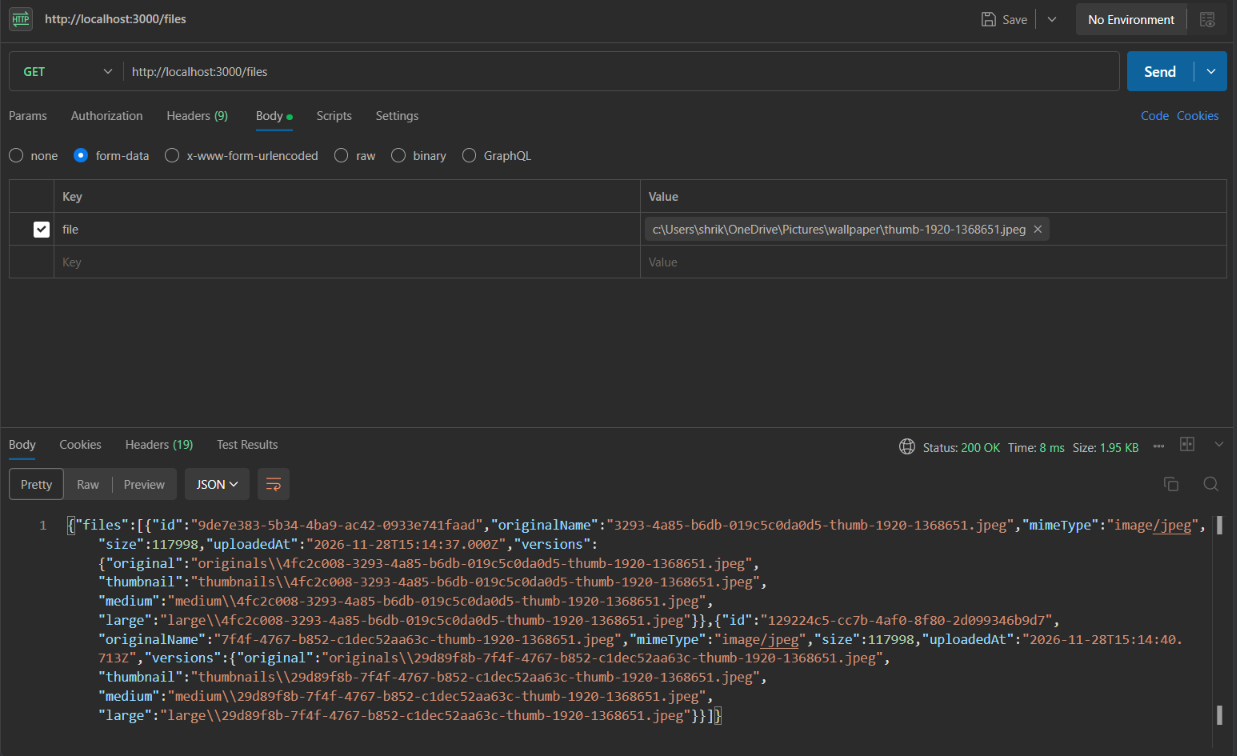 HTTP http://localhost:3000/files Save No Environment
GET http://localhost:3000/files Send
Params Authorization Headers (9) Body Scripts Settings Code Cookies
none form-data x-www-form-urlencoded raw binary GraphQL
Key Value
file c:\Users\shrik\OneDrive\Pictures\wallpaper\thumb-1920-1368651.jpeg
Key Value
Body Cookies Headers (19) Test Results Status: 200 OK Time: 8 ms Size: 1.95 KB
Pretty Raw Preview JSON
1 {"files":[{"id":"9de7e383-5b34-4ba9-ac42-0933e741faad","originalName":"3293-4a85-b6db-019c5c0da0d5-thumb-1920-1368651.jpeg","mimeType":"image/jpeg",
"size":117998,"uploadedAt":"2026-11-28T15:14:37.000Z","versions":
{"original":"originals\\4fc2c008-3293-4a85-b6db-019c5c0da0d5-thumb-1920-1368651.jpeg",
"thumbnail":"thumbnails\\4fc2c008-3293-4a85-b6db-019c5c0da0d5-thumb-1920-1368651.jpeg",
"medium":"medium\\4fc2c008-3293-4a85-b6db-019c5c0da0d5-thumb-1920-1368651.jpeg",
"large":"large\\4fc2c008-3293-4a85-b6db-019c5c0da0d5-thumb-1920-1368651.jpeg"}},{"id":"129224c5-cc7b-4af0-8f80-2d099346b9d7",
"originalName":"7f4f-4767-b852-c1dec52aa63c-thumb-1920-1368651.jpeg","mimeType":"image/jpeg","size":117998,"uploadedAt":"2026-11-28T15:14:40.
713Z","versions":{"original":"originals\\29d89f8b-7f4f-4767-b852-c1dec52aa63c-thumb-1920-1368651.jpeg",
"thumbnail":"thumbnails\\29d89f8b-7f4f-4767-b852-c1dec52aa63c-thumb-1920-1368651.jpeg",
"medium":"medium\\29d89f8b-7f4f-4767-b852-c1dec52aa63c-thumb-1920-1368651.jpeg",
"large":"large\\29d89f8b-7f4f-4767-b852-c1dec52aa63c-thumb-1920-1368651.jpeg"}}]}